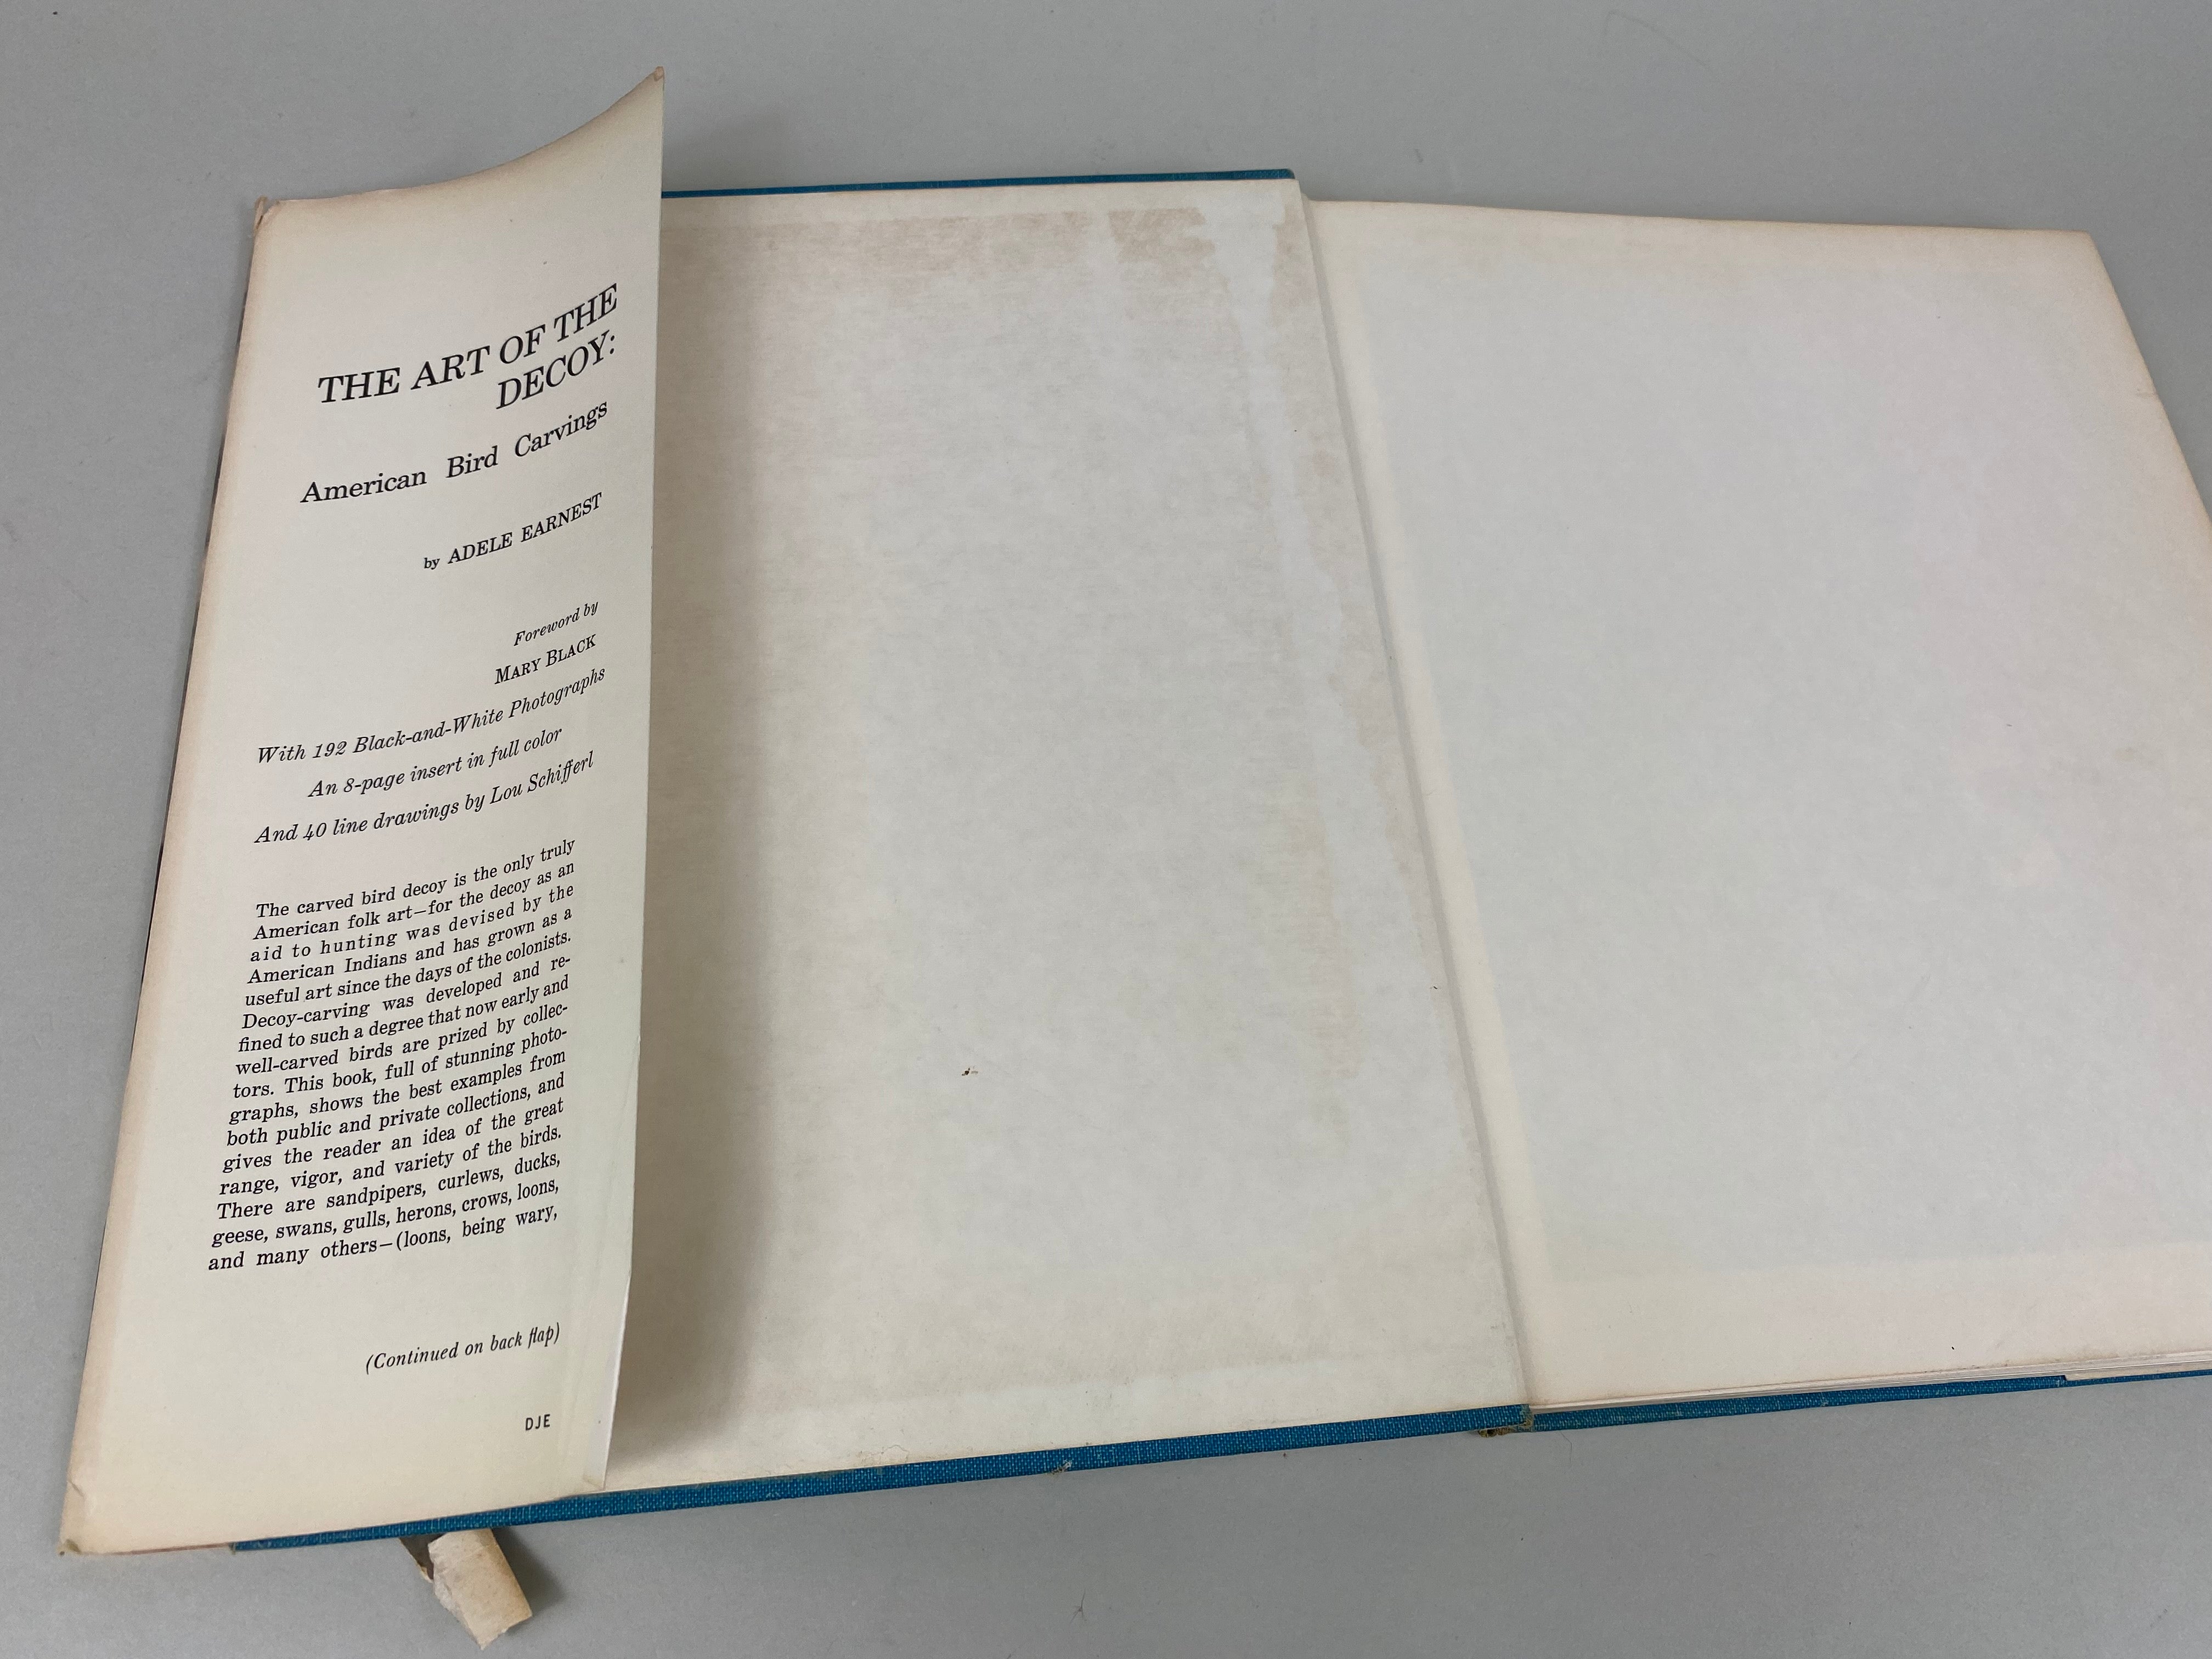 THE ART OF THE
DECOY:
American Bird Carvings
by ADELE EARNEST
Foreword by
MARY BLACK
With 192 Black-and-White Photographs
An 8-page insert in full color
And 40 line drawings by Lou Schifferl
The carved bird decoy is the only truly
American folk art—for the decoy as an
aid to hunting was devised by the
American Indians and has grown as a
useful art since the days of the colonists.
Decoy-carving was developed and re-
fined to such a degree that now early and
well-carved birds are prized by collec-
tors. This book, full of stunning photo-
graphs, shows the best examples from
both public and private collections, and
gives the reader an idea of the great
range, vigor, and variety of the birds.
There are sandpipers, curlews, ducks,
geese, swans, gulls, herons, crows, loons,
and many others—(loons, being wary,
(Continued on back flap)
DJE